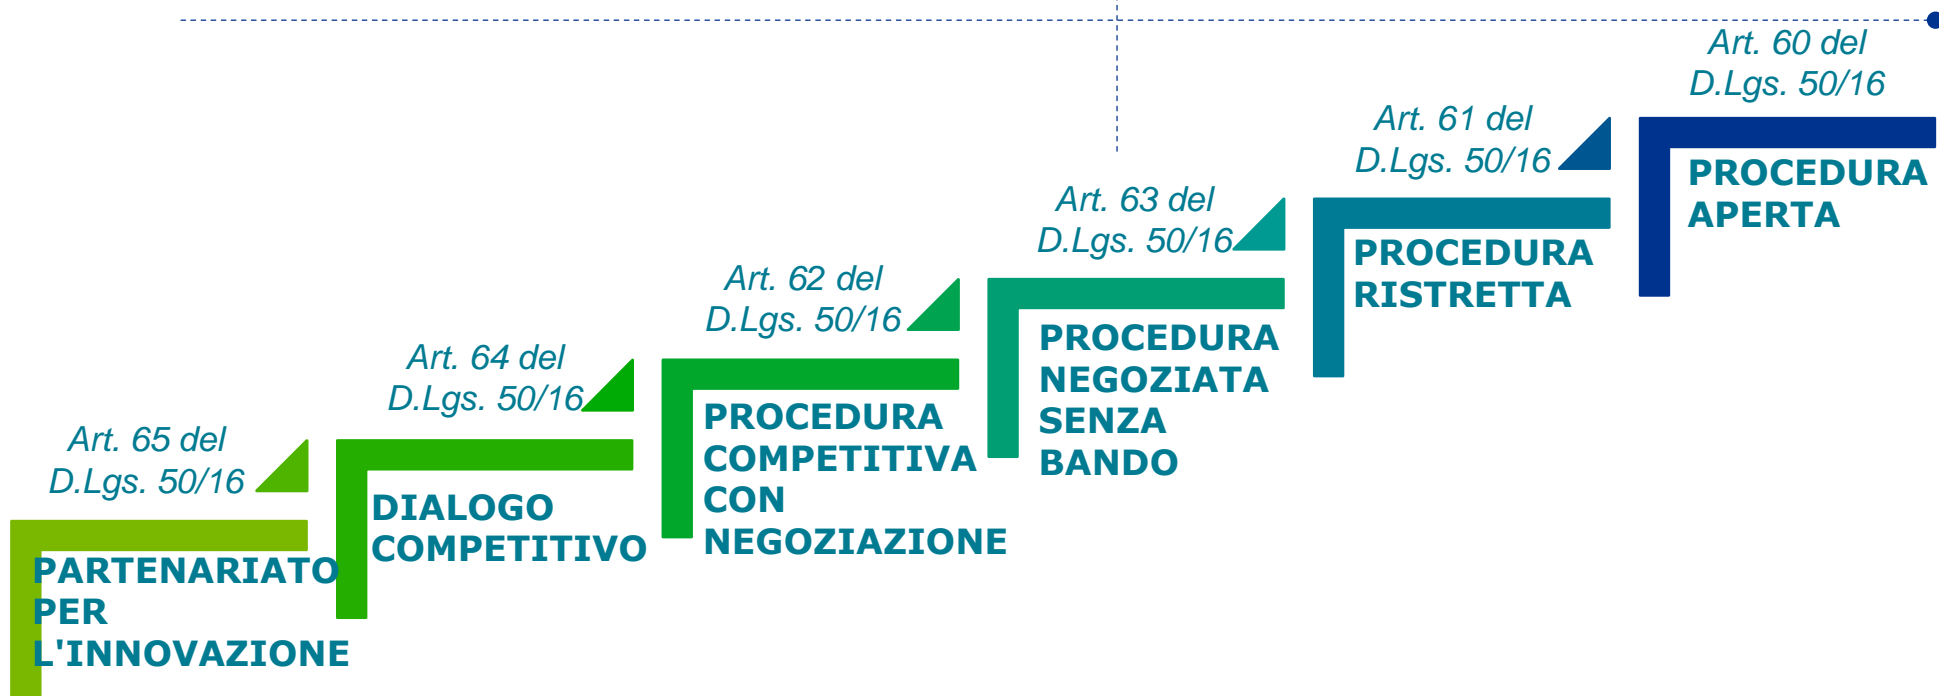 Art. 65 del
D.Lgs. 50/16
PARTENARIATO
PER
L'INNOVAZIONE
Art. 64 del
D.Lgs. 50/16
DIALOGO
COMPETITIVO
Art. 62 del
D.Lgs. 50/16
PROCEDURA
COMPETITIVA
CON
NEGOZIAZIONE
Art. 63 del
D.Lgs. 50/16
PROCEDURA
NEGOZIATA
SENZA
BANDO
Art. 61 del
D.Lgs. 50/16
PROCEDURA
RISTRETTA
Art. 60 del
D.Lgs. 50/16
PROCEDURA
APERTA